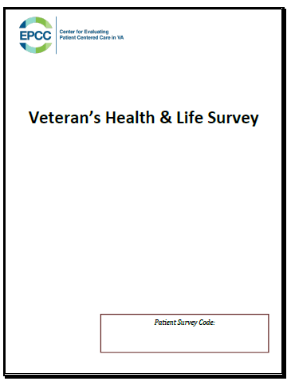 EPCC
Center for Evaluating
Patient Centered Care in VA
Veteran's Health & Life Survey
Patient Survey Code: